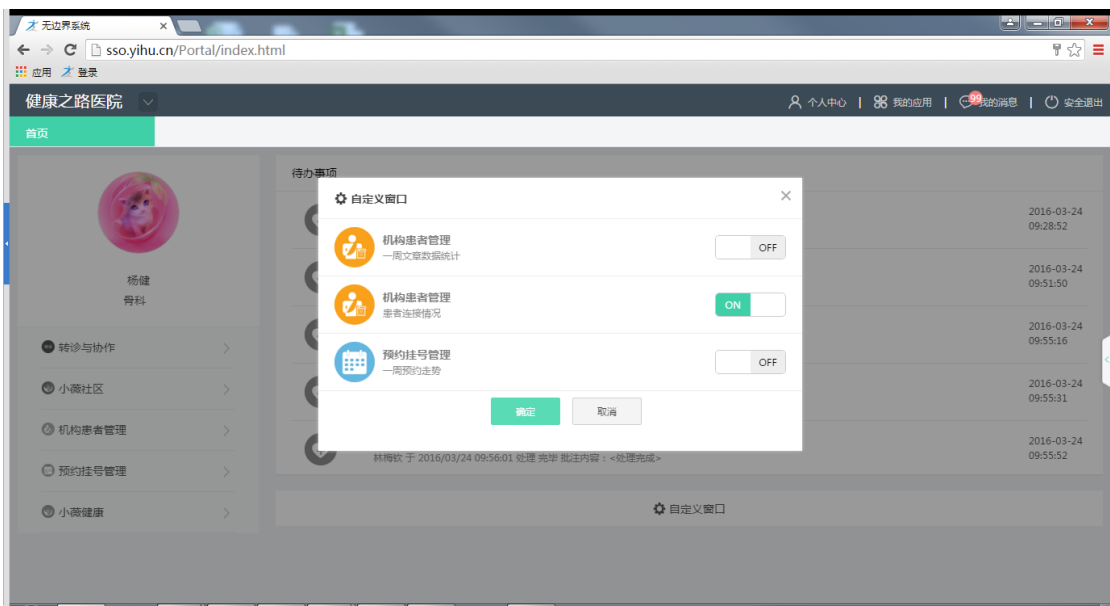 无边界系统
sso.yihu.cn/Portal/index.html
应用 登录
健康之路医院
个人中心 | 我的应用 | 99 我的消息 | 安全退出
首页
待办事项
杨健
骨科
转诊与协作
小薇社区
机构患者管理
预约挂号管理
小薇健康
自定义窗口
机构患者管理
一周文章数据统计
OFF
机构患者管理
患者连接情况
ON
预约挂号管理
一周预约走势
OFF
确定 取消
2016-03-24
09:28:52
2016-03-24
09:51:50
2016-03-24
09:55:16
2016-03-24
09:55:31
2016-03-24
09:55:52
林梅钦 于 2016/03/24 09:56:01 处理 完毕 批注内容：<处理完成>
自定义窗口